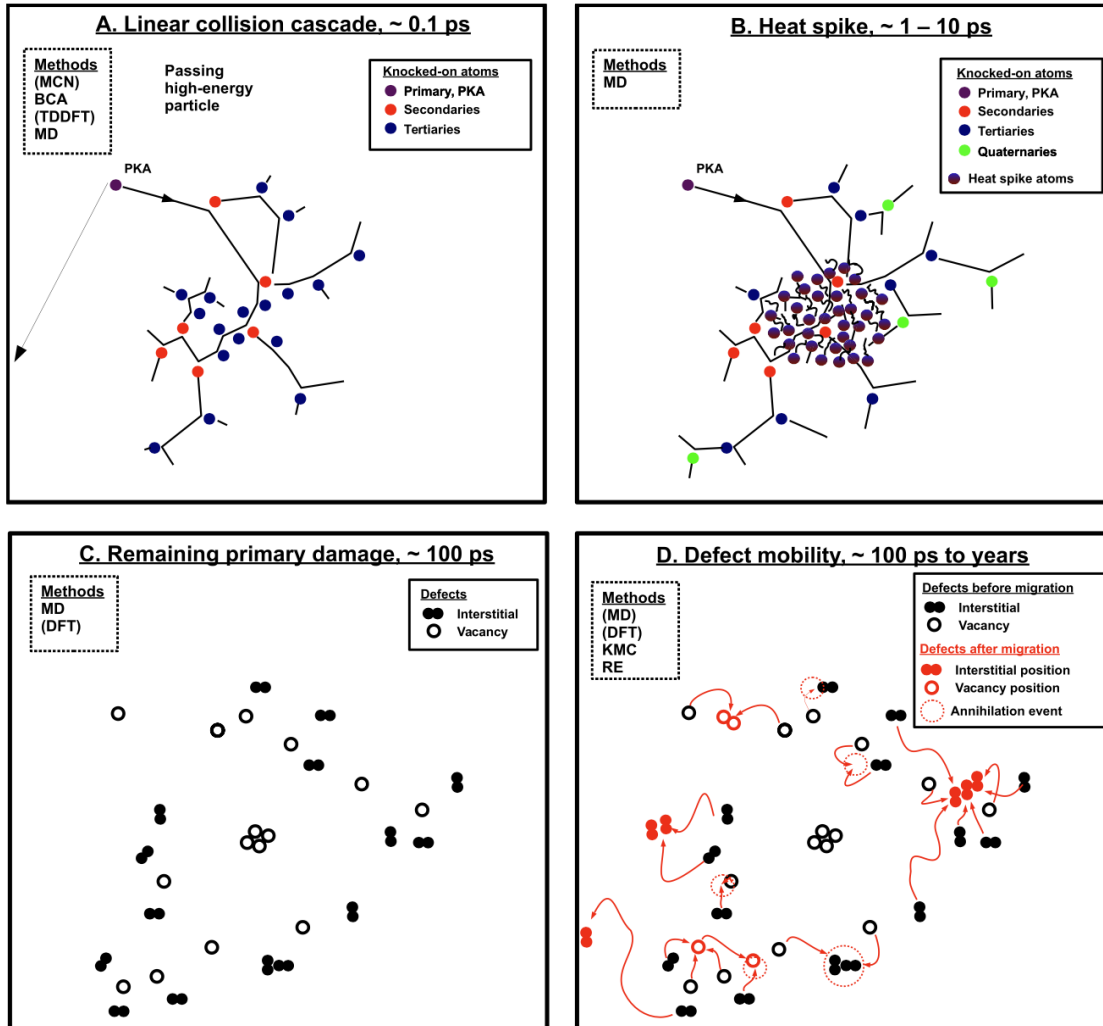 A. Linear collision cascade, ~ 0.1 ps
Methods
(MCN)
BCA
(TDDFT)
MD
Passing
high-energy
particle
Knocked-on atoms
Primary, PKA
Secondaries
Tertiaries
PKA
B. Heat spike, ~ 1 – 10 ps
Methods
MD
Knocked-on atoms
Primary, PKA
Secondaries
Tertiaries
Quaternaries
Heat spike atoms
PKA
C. Remaining primary damage, ~ 100 ps
Methods
MD
(DFT)
Defects
Interstitial
Vacancy
D. Defect mobility, ~ 100 ps to years
Methods
(MD)
(DFT)
KMC
RE
Defects before migration
Interstitial
Vacancy
Defects after migration
Interstitial position
Vacancy position
Annihilation event